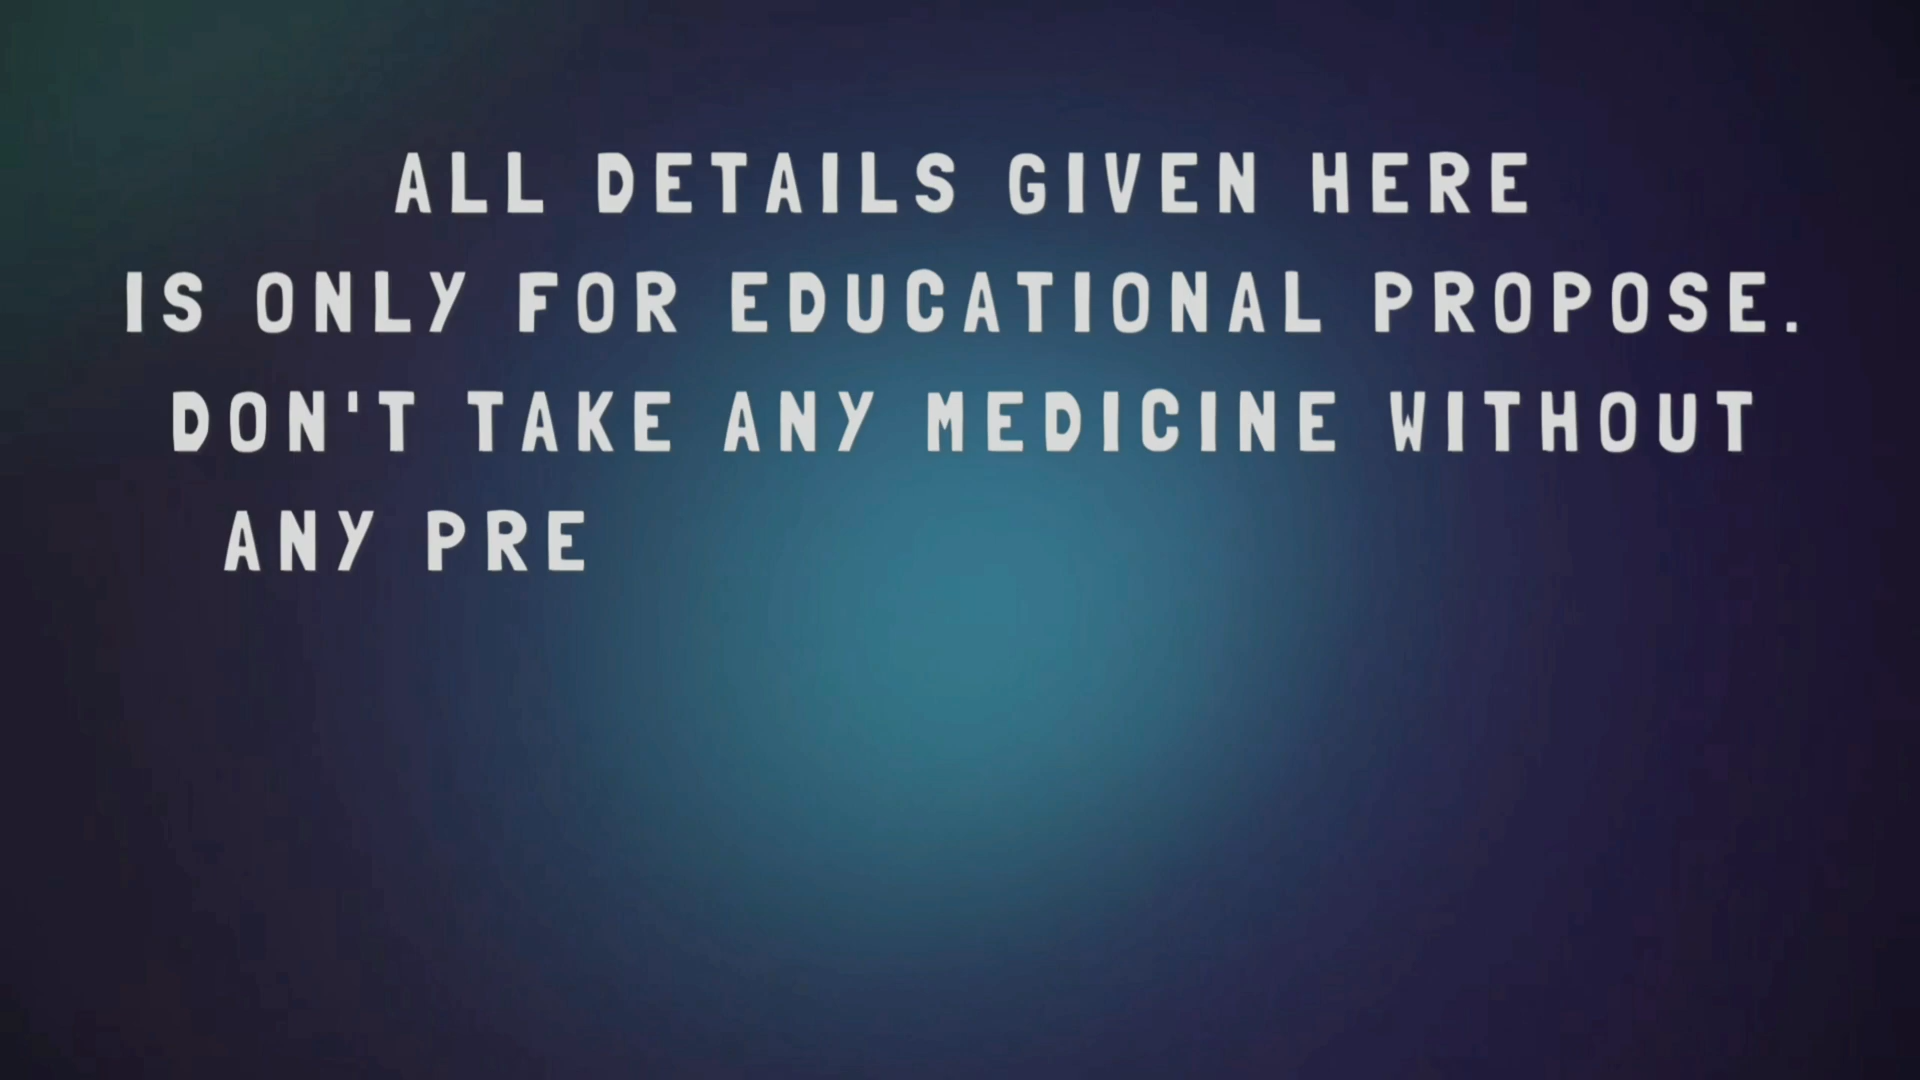 ALL DETAILS GIVEN HERE
IS ONLY FOR EDUCATIONAL PROPOSE.
DON'T TAKE ANY MEDICINE WITHOUT
ANY PRE